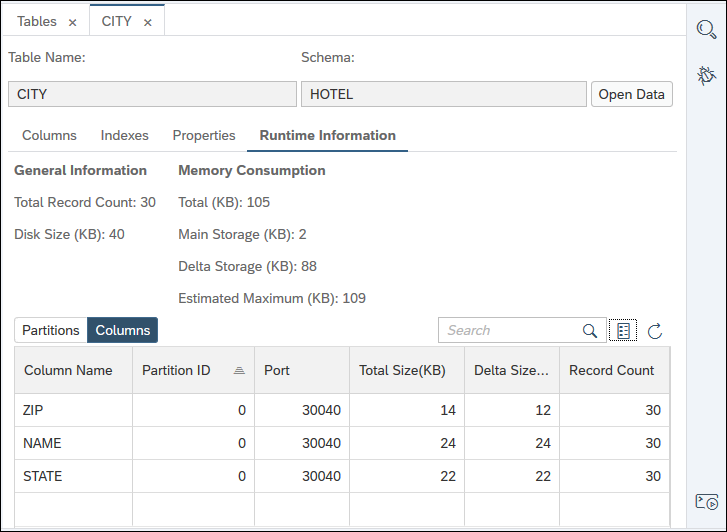 Tables × CITY ×
Table Name: Schema:
CITY HOTEL Open Data
Columns Indexes Properties Runtime Information
General Information Memory Consumption
Total Record Count: 30 Total (KB): 105
Disk Size (KB): 40 Main Storage (KB): 2
Delta Storage (KB): 88
Estimated Maximum (KB): 109
Partitions Columns Search
Column Name Partition ID Port Total Size(KB) Delta Size... Record Count
ZIP 0 30040 14 12 30
NAME 0 30040 24 24 30
STATE 0 30040 22 22 30